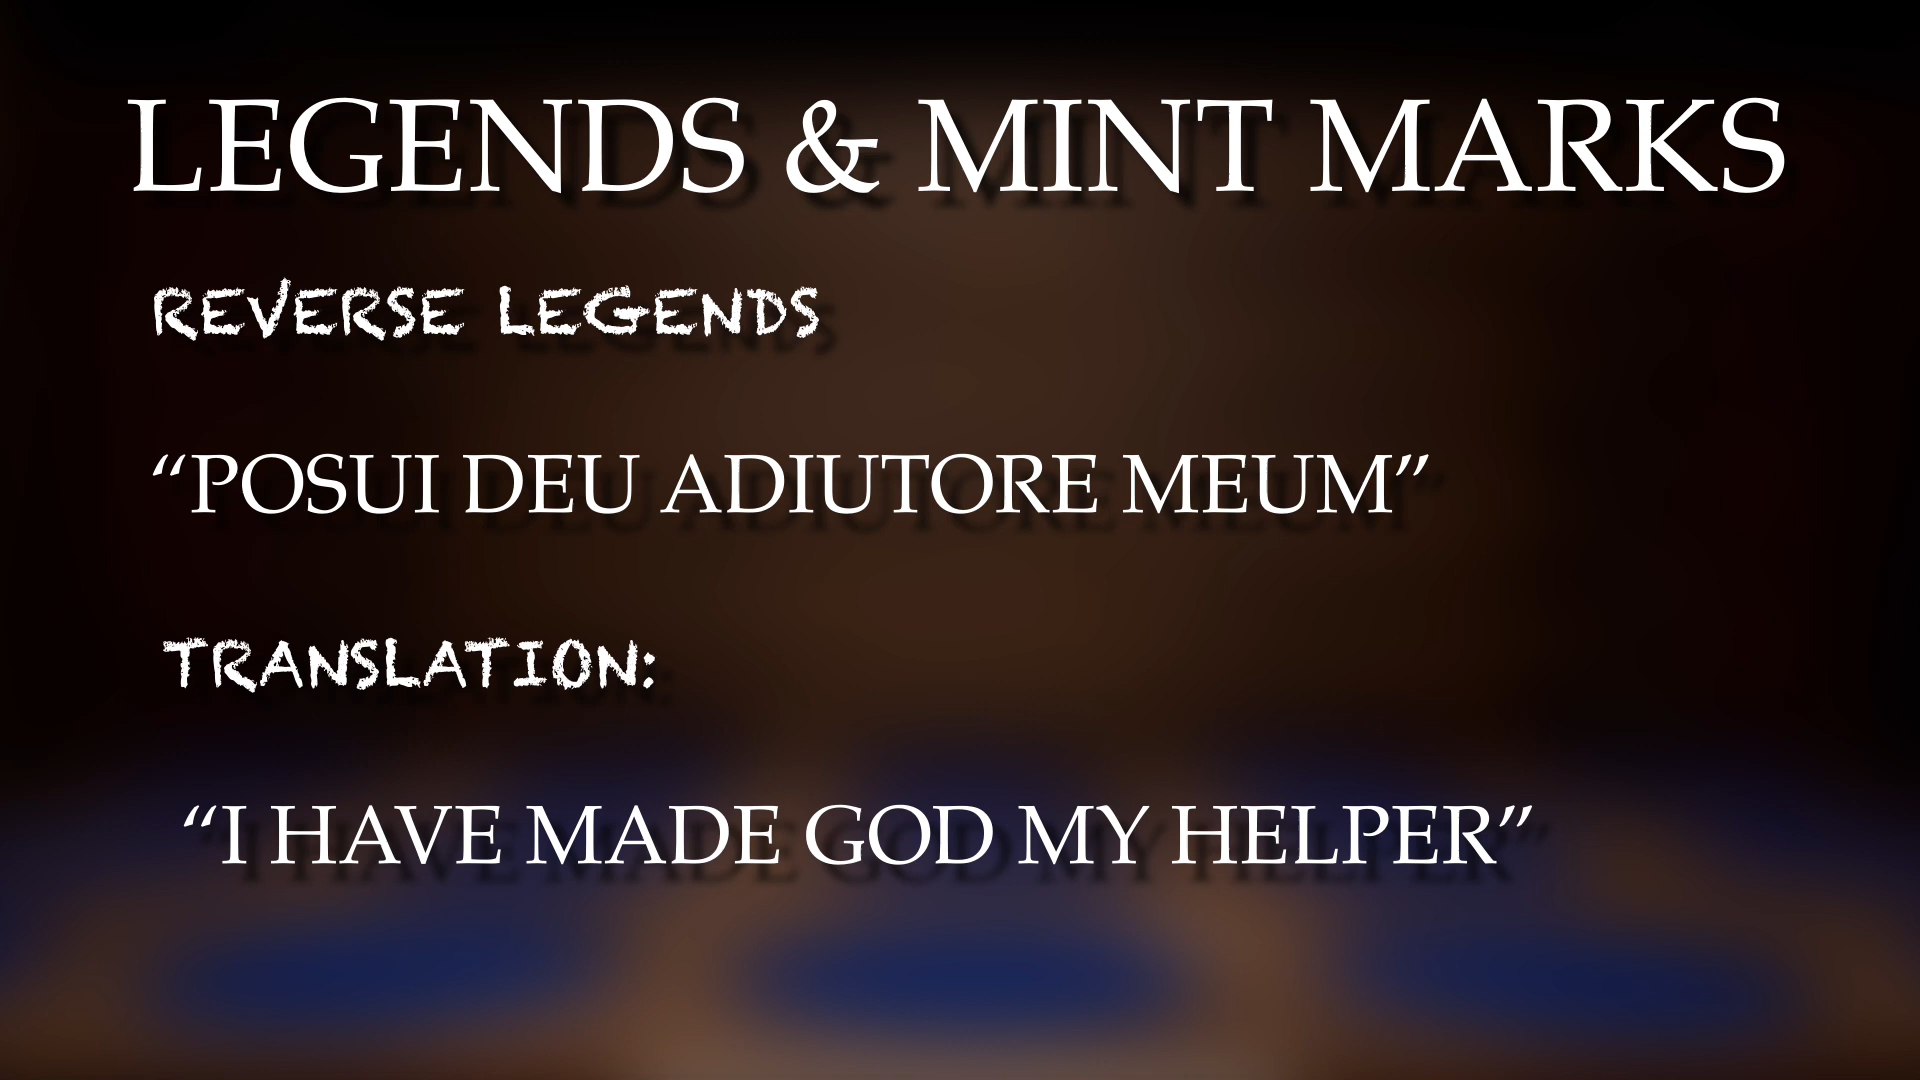 LEGENDS & MINT MARKS
REVERSE LEGENDS
“POSUI DEU ADIUTORE MEUM”
TRANSLATION:
“I HAVE MADE GOD MY HELPER”